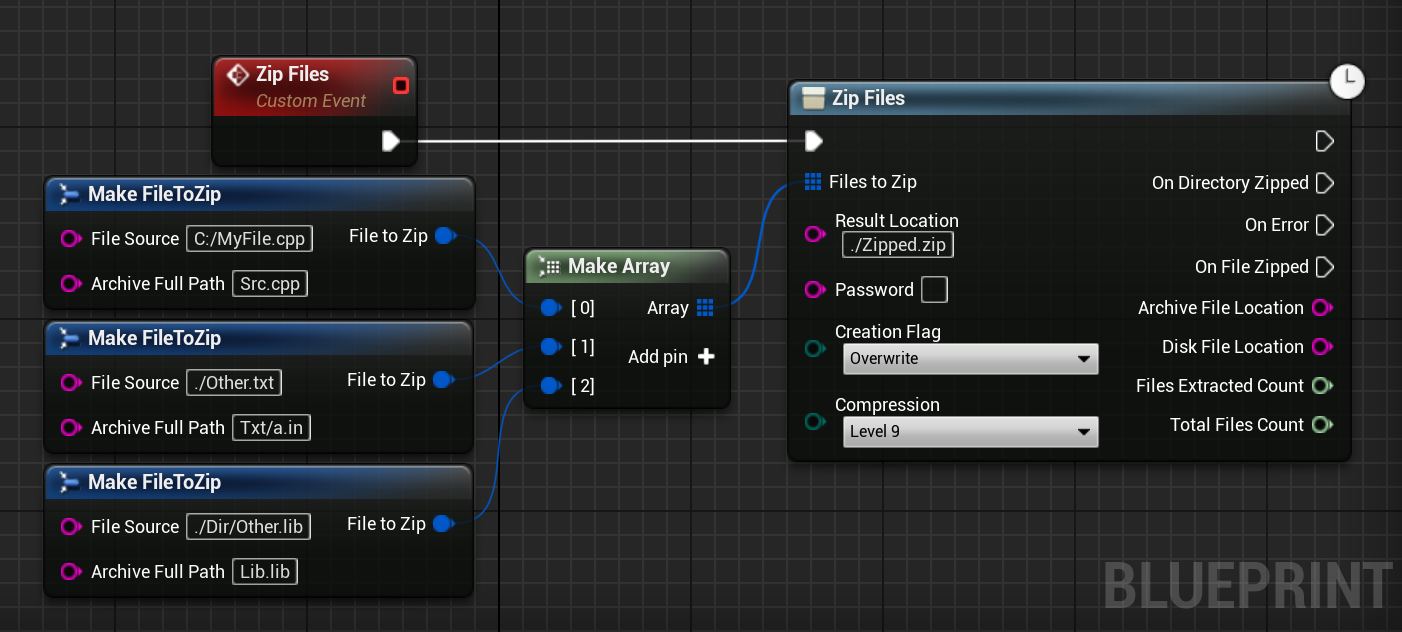 Zip Files
Custom Event
Make FileToZip
File Source C:/MyFile.cpp File to Zip
Archive Full Path Src.cpp
Make FileToZip
File Source ./Other.txt File to Zip
Archive Full Path Txt/a.in
Make FileToZip
File Source ./Dir/Other.lib File to Zip
Archive Full Path Lib.lib
Make Array
[ 0] Array
[ 1]
Add pin
[ 2]
Zip Files
Files to Zip On Directory Zipped
Result Location On Error
./Zipped.zip
On File Zipped
Password
Archive File Location
Creation Flag
Disk File Location
Overwrite
Files Extracted Count
Compression
Total Files Count
Level 9
BLUEPRINT